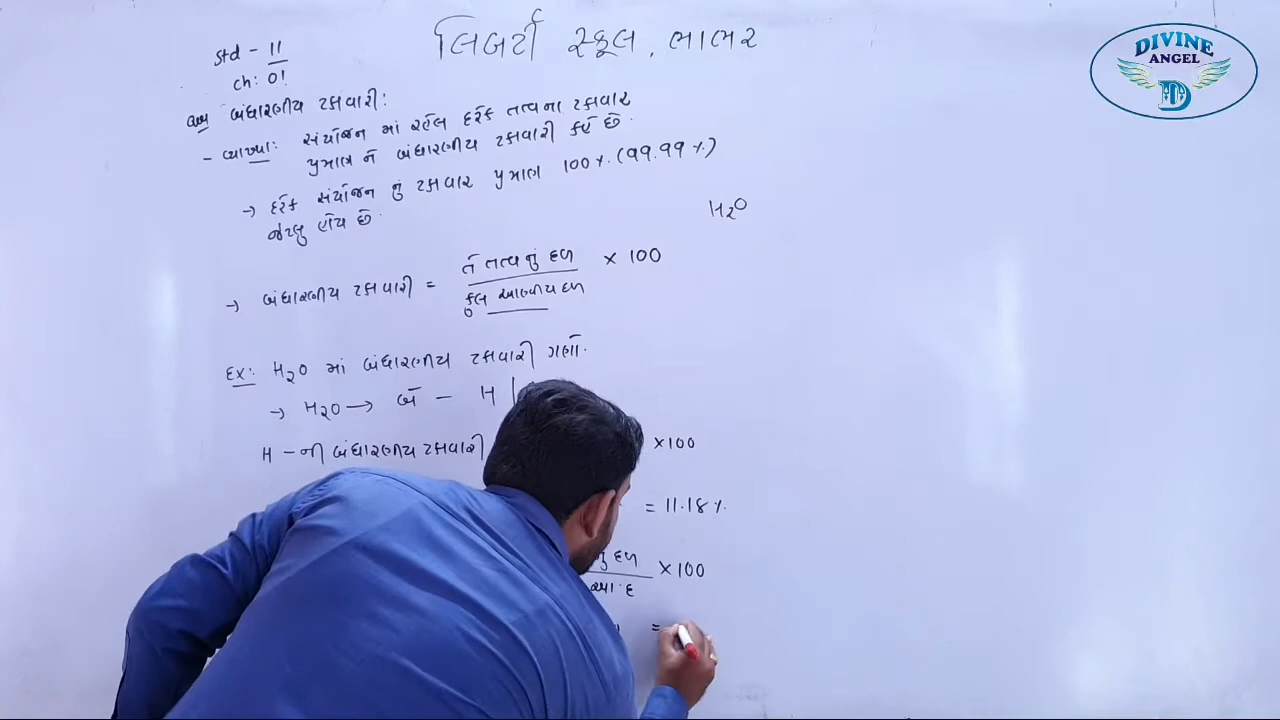 લિબર્ટી સ્કૂલ, ભાભર
DIVINE
ANGEL
D
std - 11
ch: 01
બંધારણીય ટકાવારી:
- વ્યાખ્યા: સંયોજન માં રહેલ દરેક તત્વના ટકાવાર
પ્રમાણ ને બંધારણીય ટકાવારી કહે છે.
→ દરેક સંયોજન નું ટકાવાર પ્રમાણ 100 % (99.99 %)
જેટલુ હોય છે.
H2O
→ બંધારણીય ટકાવારી = તે તત્વનું દળ × 100
કુલ આણ્વીય દળ
Ex: H2O માં બંધારણીય ટકાવારી ગણો.
→ H2O → બે - H
H - ની બંધારણીય ટકાવારી ×100
= 11.18 %.
નું દળ ×100
આ.દ
=